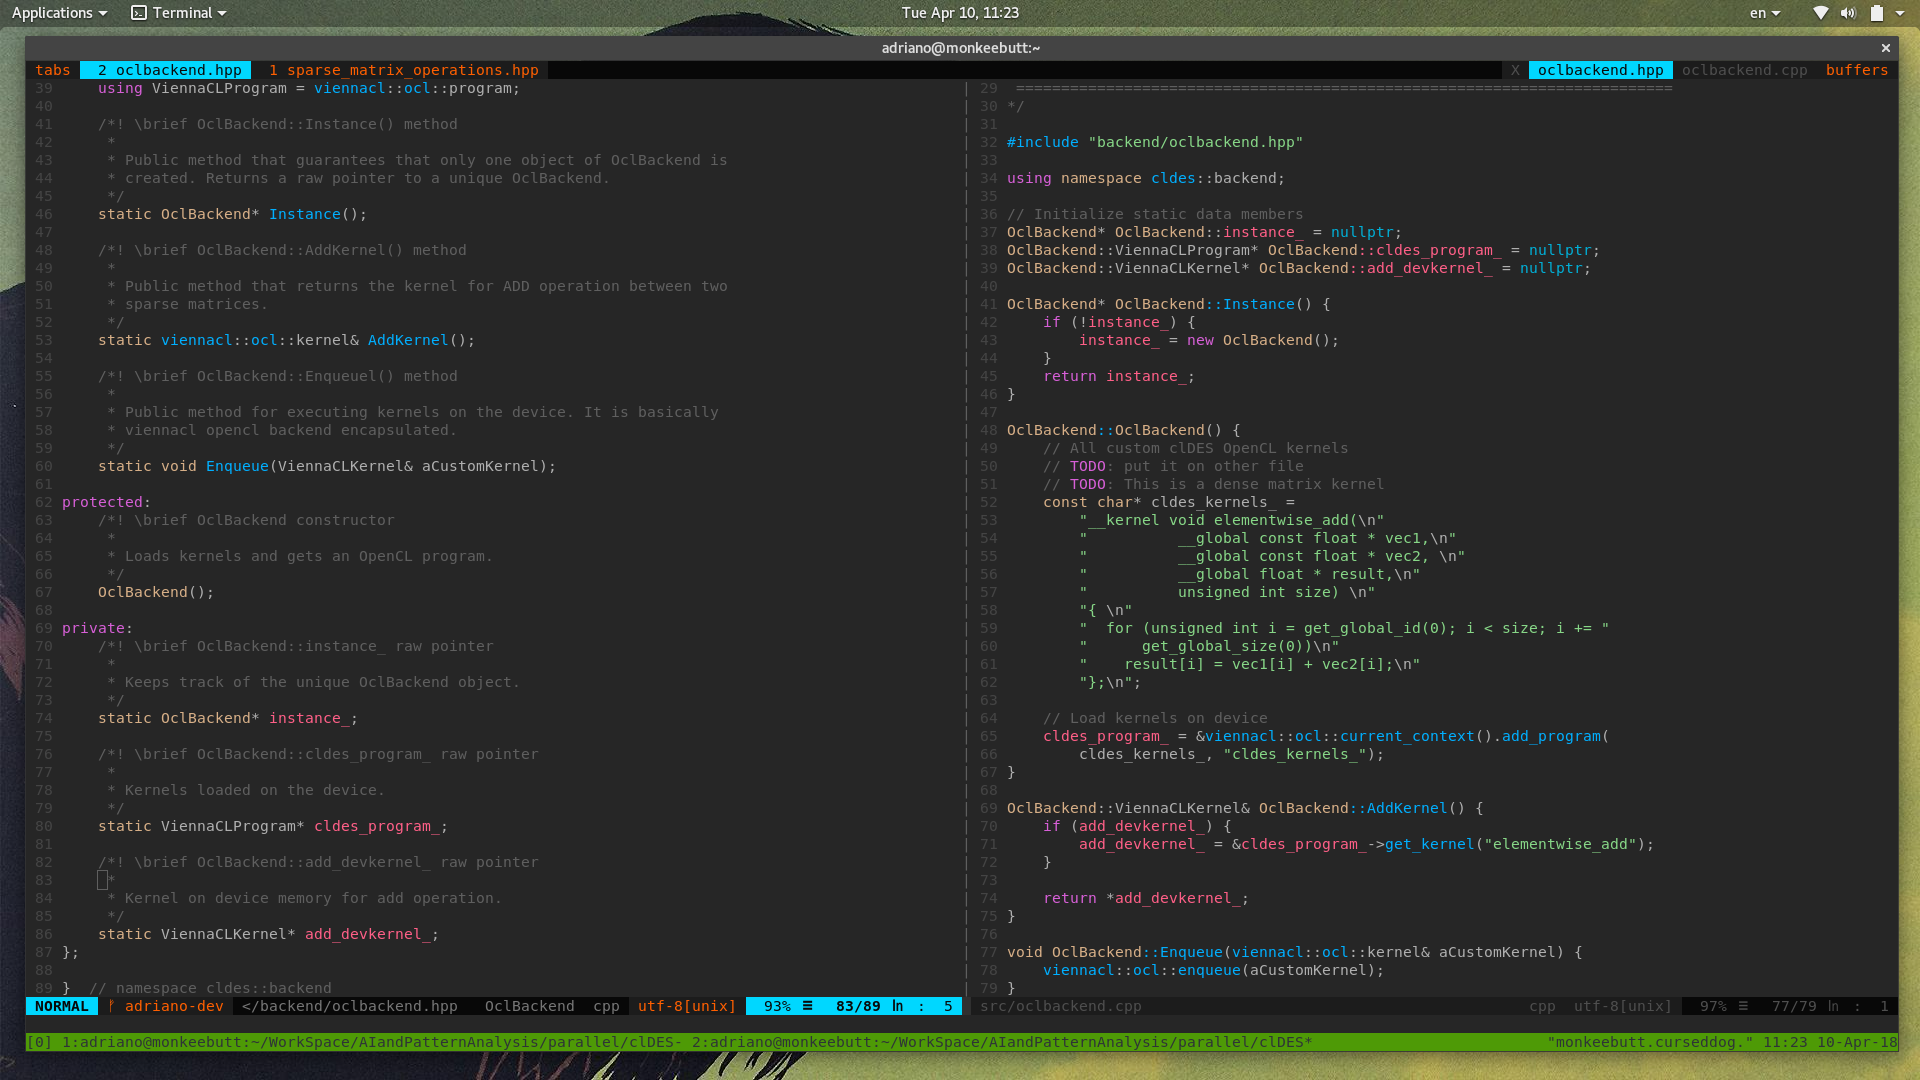 Applications Terminal Tue Apr 10, 11:23 en
adriano@monkeebutt:~ ×
tabs 2 oclbackend.hpp 1 sparse_matrix_operations.hpp X oclbackend.hpp oclbackend.cpp buffers
39     using ViennaCLProgram = viennacl::ocl::program;
40
41     /*! \brief OclBackend::Instance() method
42      *
43      * Public method that guarantees that only one object of OclBackend is
44      * created. Returns a raw pointer to a unique OclBackend.
45      */
46     static OclBackend* Instance();
47
48     /*! \brief OclBackend::AddKernel() method
49      *
50      * Public method that returns the kernel for ADD operation between two
51      * sparse matrices.
52      */
53     static viennacl::ocl::kernel& AddKernel();
54
55     /*! \brief OclBackend::Enqueuel() method
56      *
57      * Public method for executing kernels on the device. It is basically
58      * viennacl opencl backend encapsulated.
59      */
60     static void Enqueue(ViennaCLKernel& aCustomKernel);
61
62 protected:
63     /*! \brief OclBackend constructor
64      *
65      * Loads kernels and gets an OpenCL program.
66      */
67     OclBackend();
68
69 private:
70     /*! \brief OclBackend::instance_ raw pointer
71      *
72      * Keeps track of the unique OclBackend object.
73      */
74     static OclBackend* instance_;
75
76     /*! \brief OclBackend::cldes_program_ raw pointer
77      *
78      * Kernels loaded on the device.
79      */
80     static ViennaCLProgram* cldes_program_;
81
82     /*! \brief OclBackend::add_devkernel_ raw pointer
83      *
84      * Kernel on device memory for add operation.
85      */
86     static ViennaCLKernel* add_devkernel_;
87 };
88
89 }  // namespace cldes::backend
29  =========================================================================
30 */
31
32 #include "backend/oclbackend.hpp"
33
34 using namespace cldes::backend;
35
36 // Initialize static data members
37 OclBackend* OclBackend::instance_ = nullptr;
38 OclBackend::ViennaCLProgram* OclBackend::cldes_program_ = nullptr;
39 OclBackend::ViennaCLKernel* OclBackend::add_devkernel_ = nullptr;
40
41 OclBackend* OclBackend::Instance() {
42     if (!instance_) {
43         instance_ = new OclBackend();
44     }
45     return instance_;
46 }
47
48 OclBackend::OclBackend() {
49     // All custom clDES OpenCL kernels
50     // TODO: put it on other file
51     // TODO: This is a dense matrix kernel
52     const char* cldes_kernels_ =
53         "__kernel void elementwise_add(\n"
54         "          __global const float * vec1,\n"
55         "          __global const float * vec2, \n"
56         "          __global float * result,\n"
57         "          unsigned int size) \n"
58         "{ \n"
59         "  for (unsigned int i = get_global_id(0); i < size; i += "
60         "      get_global_size(0))\n"
61         "    result[i] = vec1[i] + vec2[i];\n"
62         "};\n";
63
64     // Load kernels on device
65     cldes_program_ = &viennacl::ocl::current_context().add_program(
66         cldes_kernels_, "cldes_kernels_");
67 }
68
69 OclBackend::ViennaCLKernel& OclBackend::AddKernel() {
70     if (add_devkernel_) {
71         add_devkernel_ = &cldes_program_->get_kernel("elementwise_add");
72     }
73
74     return *add_devkernel_;
75 }
76
77 void OclBackend::Enqueue(viennacl::ocl::kernel& aCustomKernel) {
78     viennacl::ocl::enqueue(aCustomKernel);
79 }
NORMAL adriano-dev </backend/oclbackend.hpp OclBackend cpp utf-8[unix] 93% ≡ 83/89 ln : 5 src/oclbackend.cpp cpp utf-8[unix] 97% ≡ 77/79 ln : 1
[0] 1:adriano@monkeebutt:~/WorkSpace/AIandPatternAnalysis/parallel/clDES- 2:adriano@monkeebutt:~/WorkSpace/AIandPatternAnalysis/parallel/clDES* "monkeebutt.curseddog." 11:23 10-Apr-18